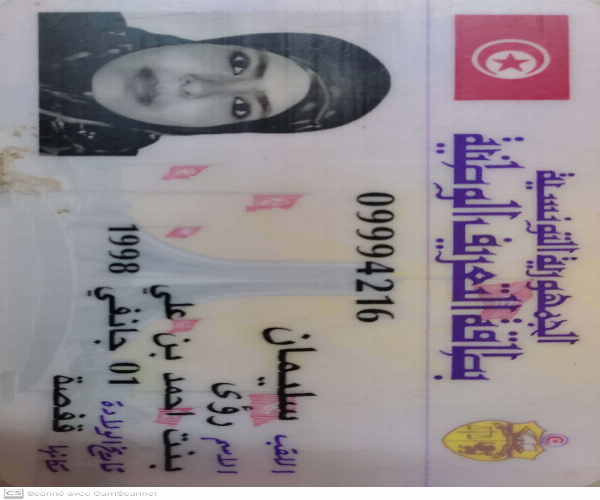 الجمهورية التونسية
بطاقة التعريف الوطنية
09994216
اللقب سليمان
الاسم رؤى
بنت احمد بن علي
تاريخ الولادة 01 جانفي 1998
مكانها قفصة
CS Scanné avec CamScanner